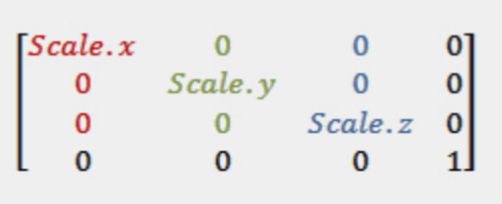 Scale.x 0 0 0
0 Scale.y 0 0
0 0 Scale.z 0
0 0 0 1